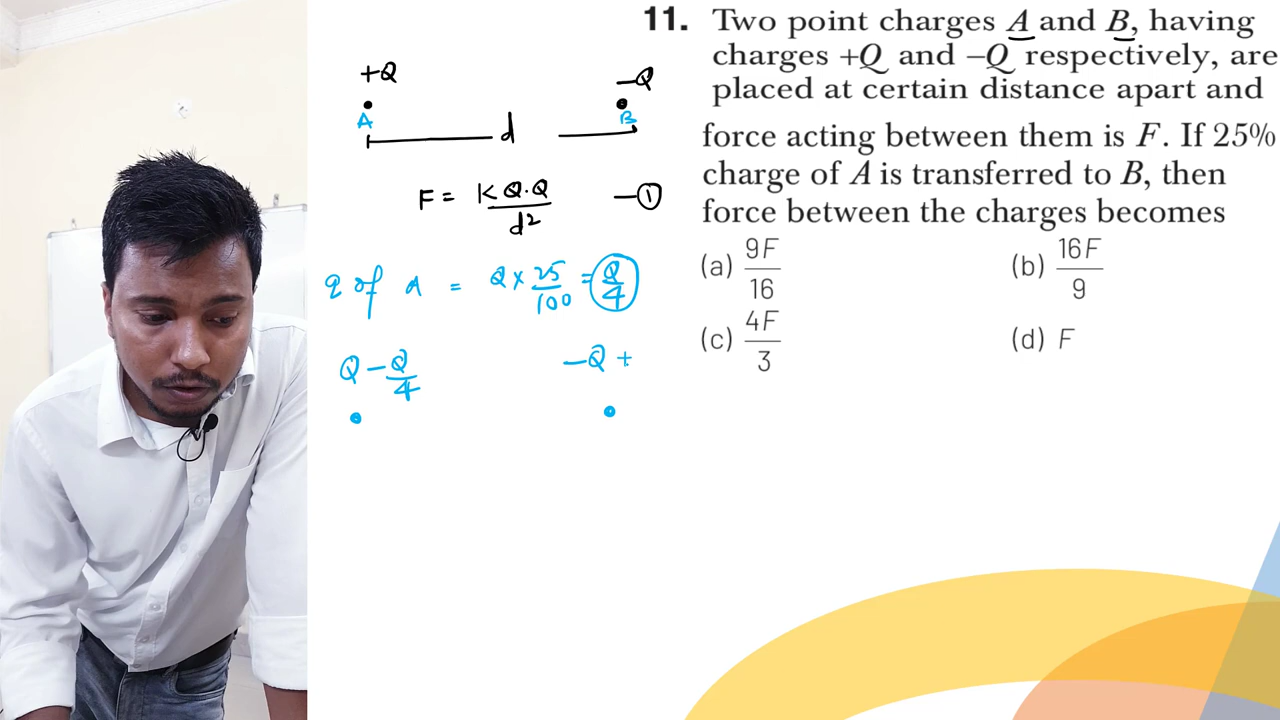 11. Two point charges A and B, having
charges +Q and −Q respectively, are
placed at certain distance apart and
force acting between them is F. If 25%
charge of A is transferred to B, then
force between the charges becomes
(a) 9F/16
(b) 16F/9
(c) 4F/3
(d) F
+Q
−Q
A
B
d
F = K Q.Q / d² —①
q of A = Q × 25/100 = Q/4
Q − Q/4
−Q +